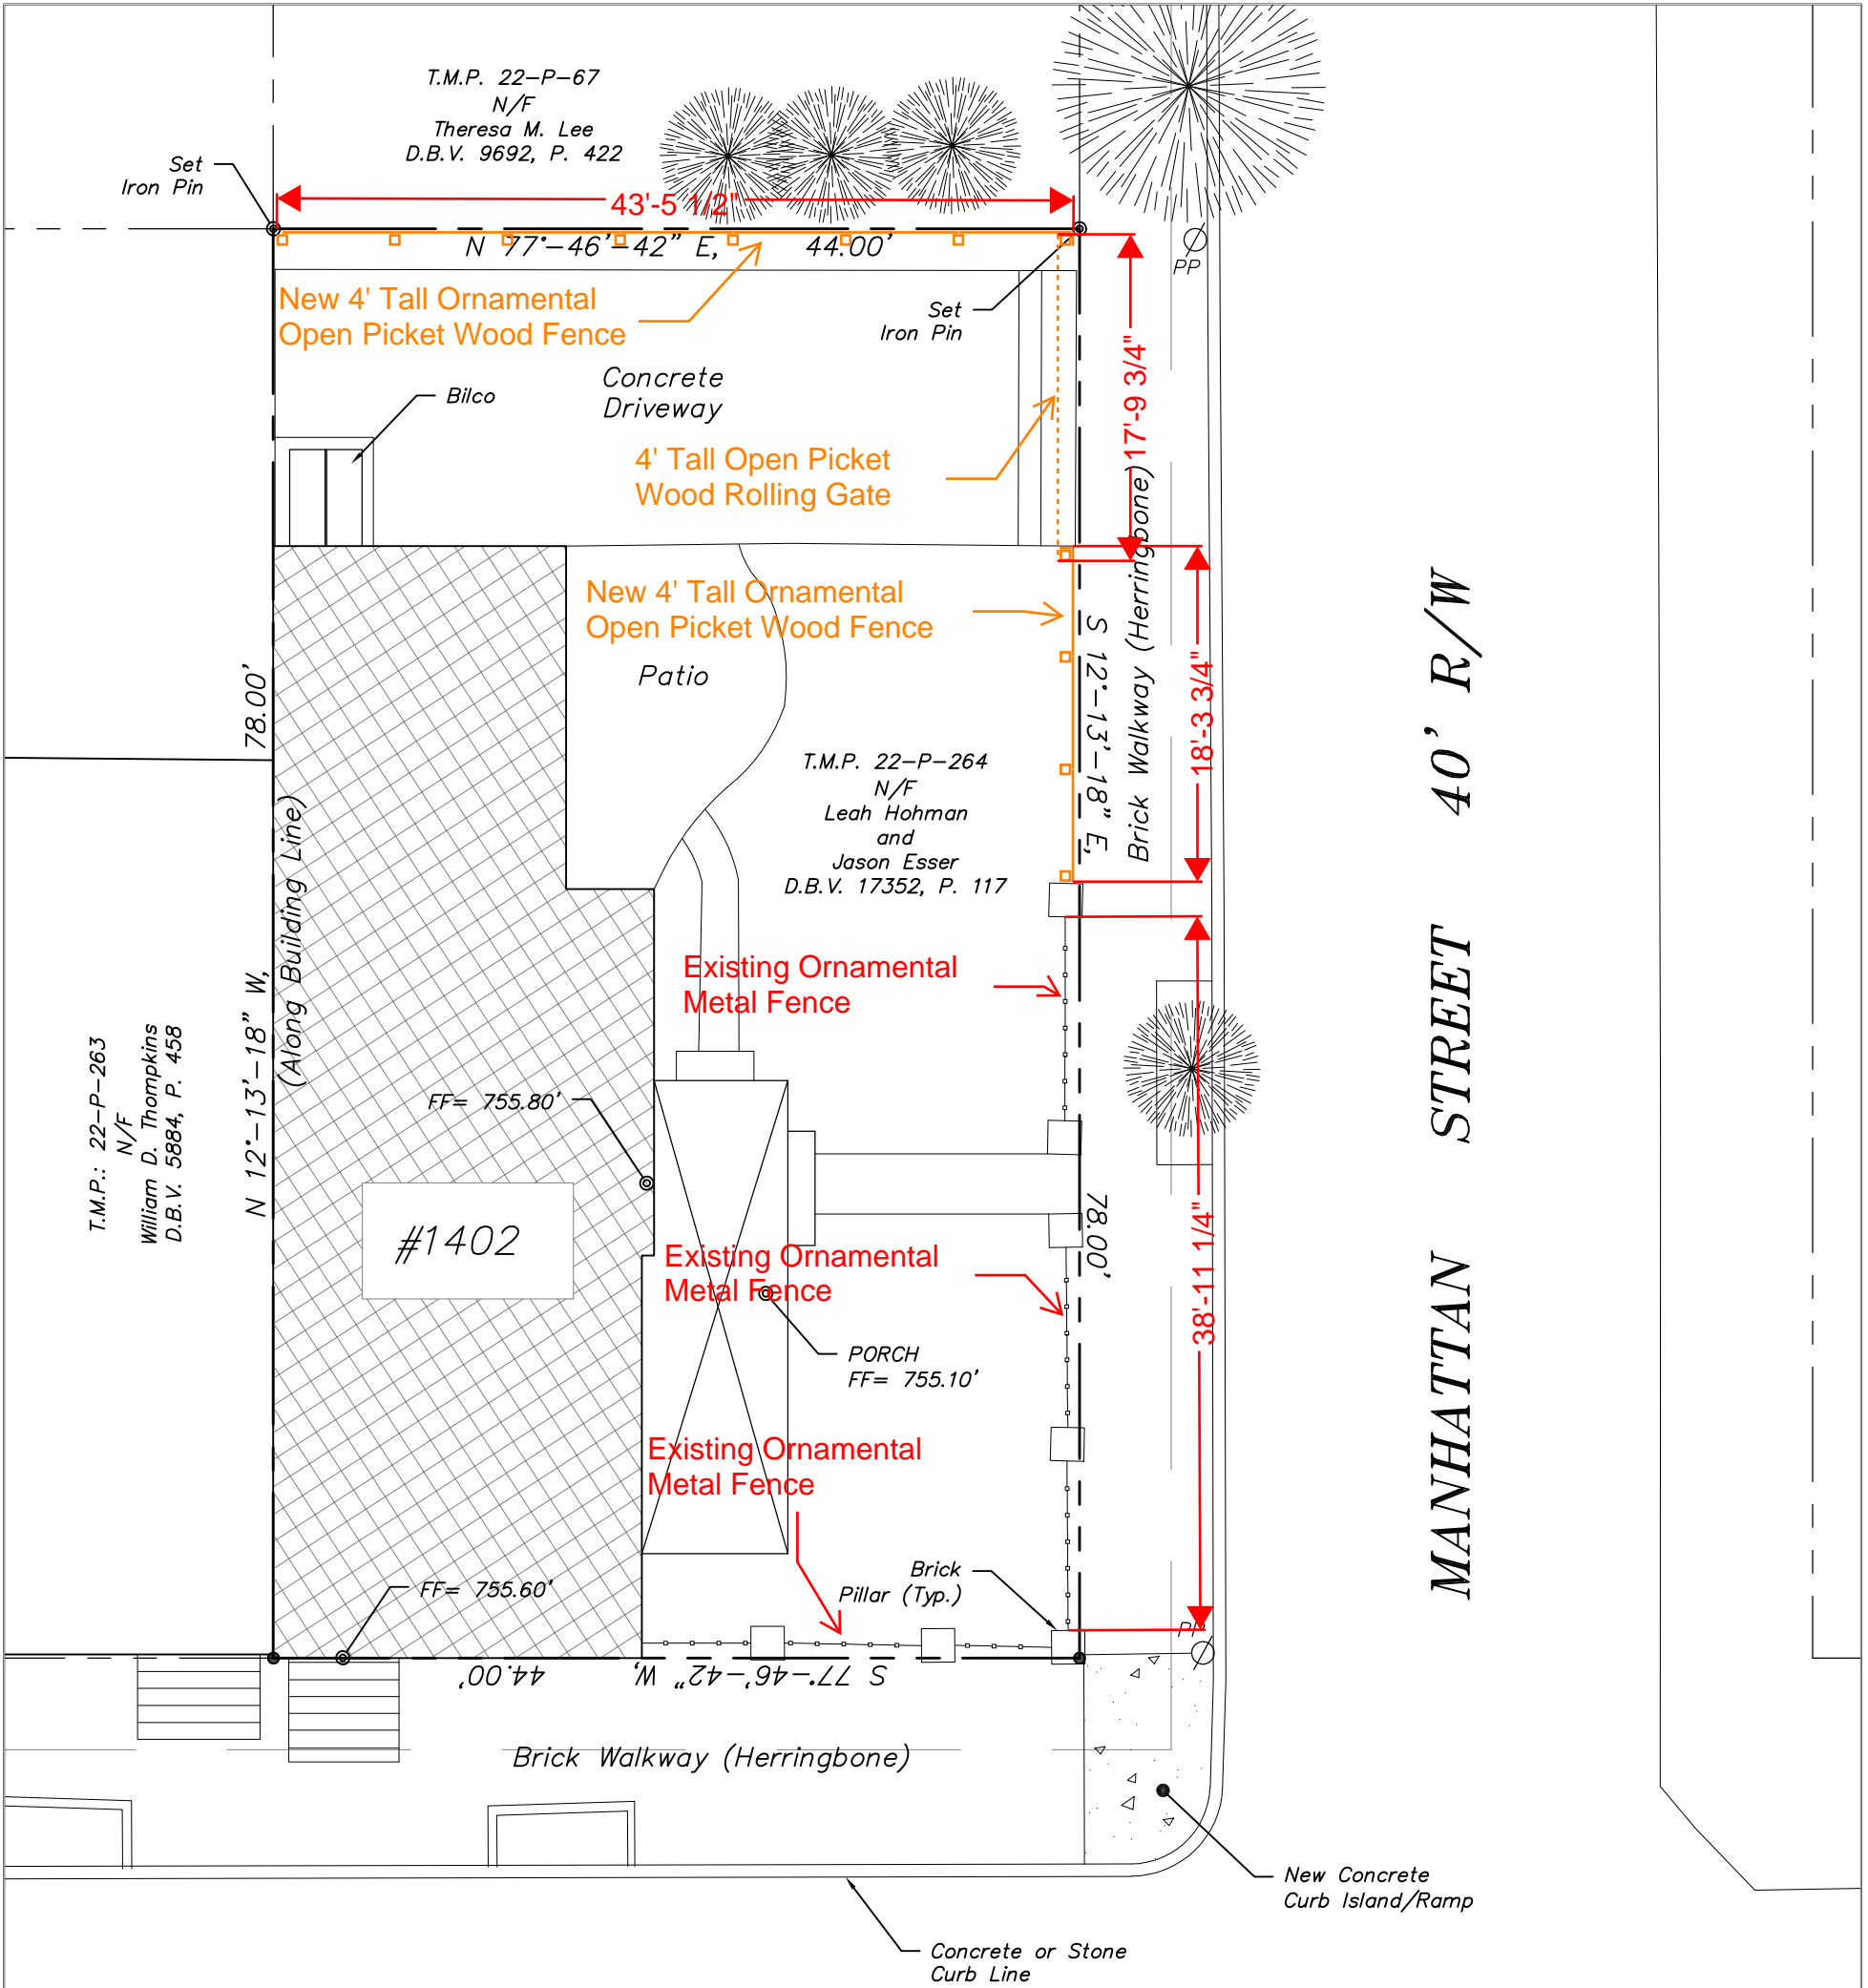 T.M.P. 22-P-67
N/F
Theresa M. Lee
D.B.V. 9692, P. 422
Set
Iron Pin
43'-5 1/2"
N 77°-46'-42" E, 44.00'
PP
New 4' Tall Ornamental
Open Picket Wood Fence
Set
Iron Pin
17'-9 3/4"
Concrete
Driveway
Bilco
4' Tall Open Picket
Wood Rolling Gate
New 4' Tall Ornamental
Open Picket Wood Fence
Patio
S 12°-13'-18" E,
78.00'
Brick Walkway (Herringbone)
18'-3 3/4"
MANHATTAN STREET 40' R/W
T.M.P. 22-P-264
N/F
Leah Hohman
and
Jason Esser
D.B.V. 17352, P. 117
N 12°-13'-18" W, 78.00'
(Along Building Line)
T.M.P.: 22-P-263
N/F
William D. Thompkins
D.B.V. 5884, P. 458
Existing Ornamental
Metal Fence
FF= 755.80'
#1402
Existing Ornamental
Metal Fence
38'-11 1/4"
PORCH
FF= 755.10'
Existing Ornamental
Metal Fence
Brick
Pillar (Typ.)
FF= 755.60'
PP
S 77°-46'-42" W, 44.00'
Brick Walkway (Herringbone)
New Concrete
Curb Island/Ramp
Concrete or Stone
Curb Line